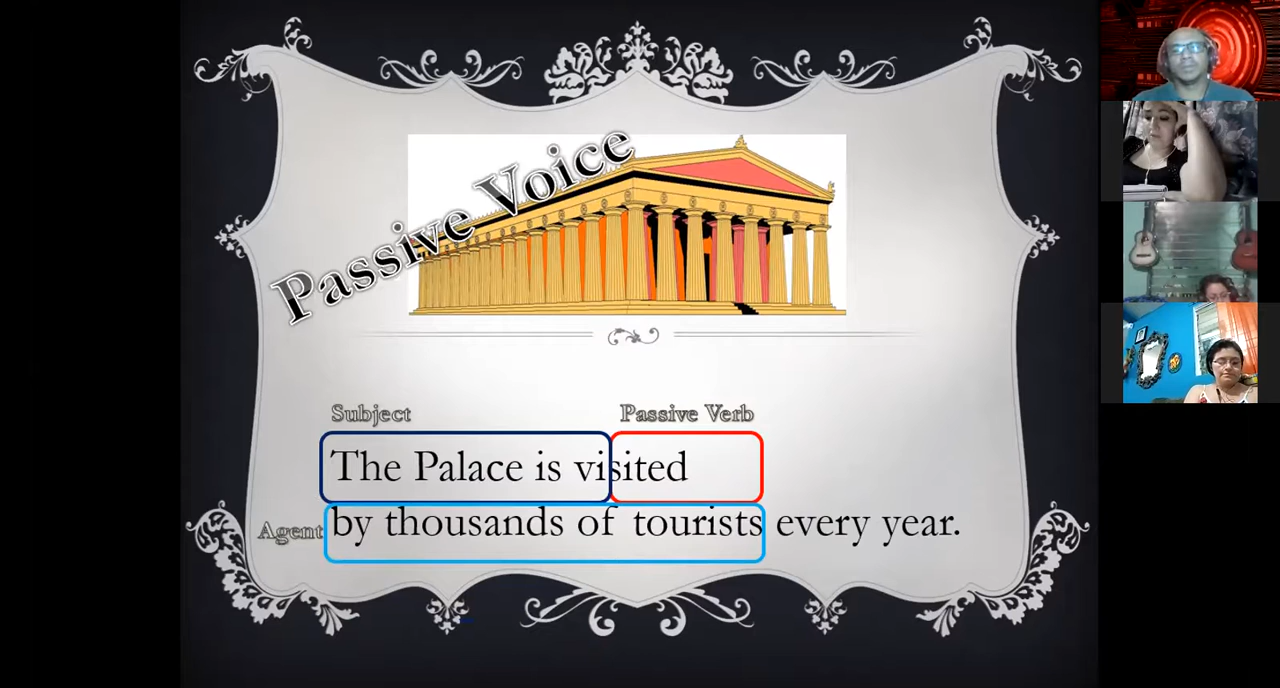 Passive Voice
Subject
Passive Verb
The Palace is visited
Agent
by thousands of tourists every year.